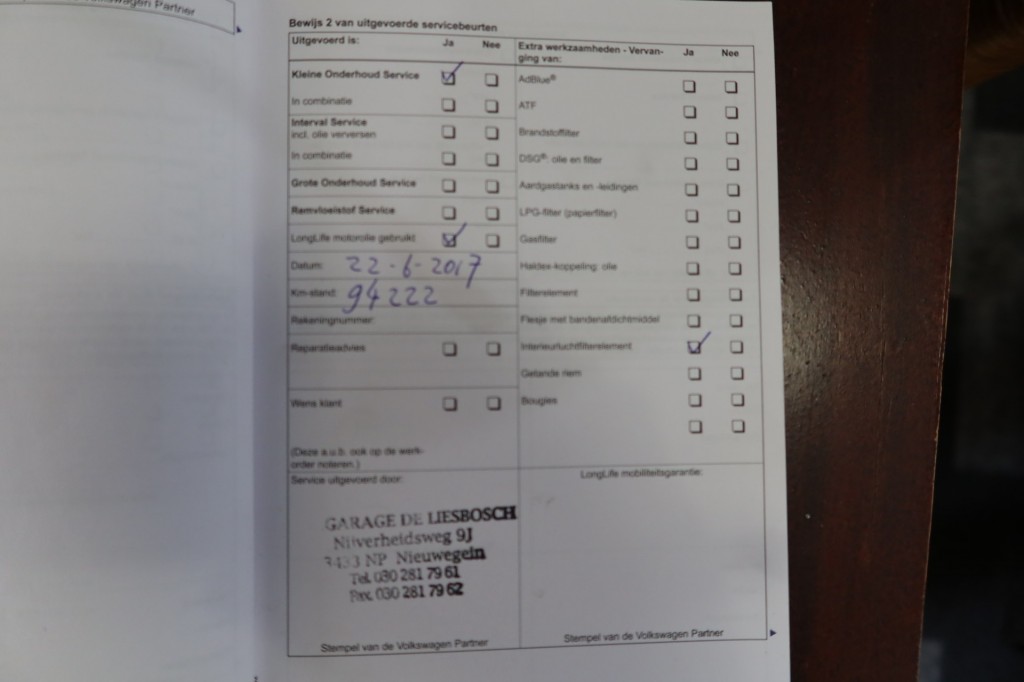 Volkswagen Partner
Bewijs 2 van uitgevoerde servicebeurten
Uitgevoerd is: Ja Nee
Kleine Onderhoud Service
In combinatie
Interval Service
incl. olie verversen
In combinatie
Grote Onderhoud Service
Remvloeistof Service
LongLife motorolie gebruikt
Datum: 22-6-2017
Km-stand: 94222
Rekeningnummer:
Reparatieadvies
Wens klant
(Deze a.u.b. ook op de werk-
order noteren.)
Service uitgevoerd door:
GARAGE DE LIESBOSCH
Nijverheidsweg 9J
3433 NP Nieuwegein
Tel. 030 281 79 61
Fax. 030 281 79 62
Stempel van de Volkswagen Partner
Extra werkzaamheden - Vervan-
ging van: Ja Nee
AdBlue®
ATF
Brandstoffilter
DSG®: olie en filter
Aardgastanks en -leidingen
LPG-filter (papierfilter)
Gasfilter
Haldex-koppeling: olie
Filterelement
Flesje met bandenafdichtmiddel
Interieurluchtfilterelement
Getande riem
Bougies
LongLife mobiliteitsgarantie:
Stempel van de Volkswagen Partner